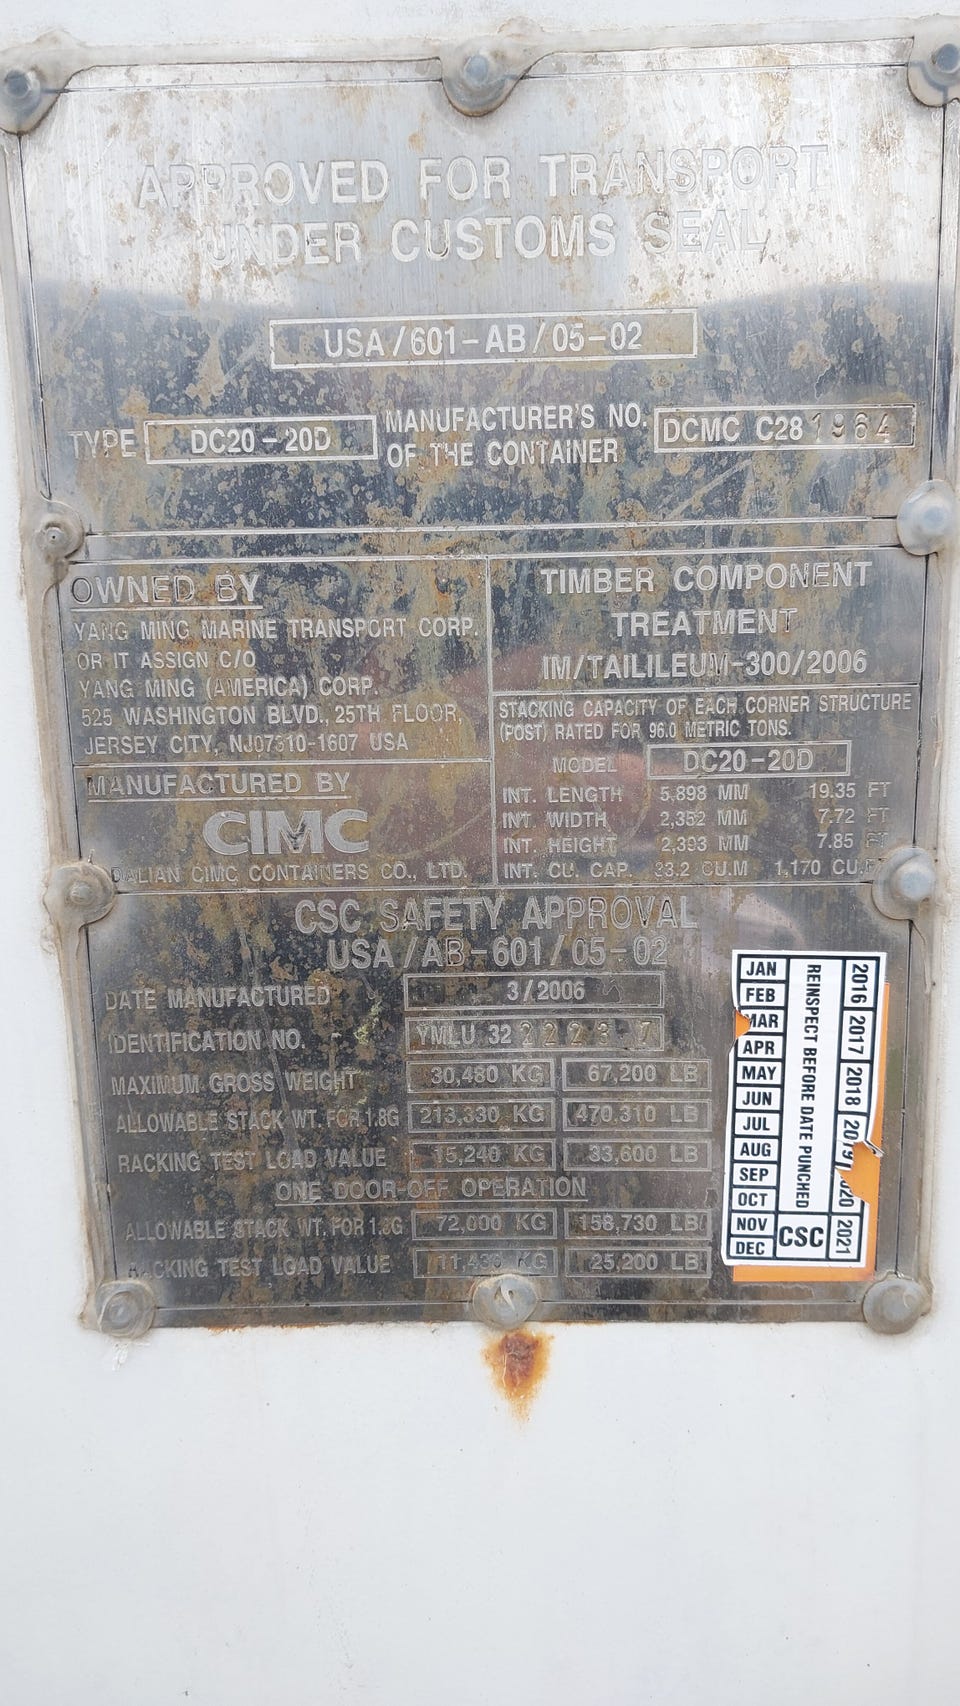 APPROVED FOR TRANSPORT
UNDER CUSTOMS SEAL
USA/601-AB/05-02
TYPE DC20-20D MANUFACTURER'S NO. OF THE CONTAINER DCMC C28 1964
OWNED BY
YANG MING MARINE TRANSPORT CORP.
OR IT ASSIGN C/O
YANG MING (AMERICA) CORP.
525 WASHINGTON BLVD., 25TH FLOOR,
JERSEY CITY, NJ07310-1607 USA
MANUFACTURED BY
CIMC
DALIAN CIMC CONTAINERS CO., LTD.
TIMBER COMPONENT
TREATMENT
IM/TAILILEUM-300/2006
STACKING CAPACITY OF EACH CORNER STRUCTURE
(POST) RATED FOR 96.0 METRIC TONS.
MODEL DC20-20D
INT. LENGTH 5,898 MM 19.35 FT
INT. WIDTH 2,352 MM 7.72 FT
INT. HEIGHT 2,393 MM 7.85 FT
INT. CU. CAP. 33.2 CU.M 1,170 CU.F
CSC SAFETY APPROVAL
USA/AB-601/05-02
DATE MANUFACTURED 3/2006
IDENTIFICATION NO. YMLU 32 2223 7
MAXIMUM GROSS WEIGHT 30,480 KG 67,200 LB
ALLOWABLE STACK WT. FOR 1.8G 213,330 KG 470,310 LB
RACKING TEST LOAD VALUE 15,240 KG 33,600 LB
ONE DOOR-OFF OPERATION
ALLOWABLE STACK WT. FOR 1.8G 72,000 KG 158,730 LB
RACKING TEST LOAD VALUE 11,430 KG 25,200 LB
JAN
FEB
MAR
APR
MAY
JUN
JUL
AUG
SEP
OCT
NOV
DEC
REINSPECT BEFORE DATE PUNCHED
CSC
2016 2017 2018 2019 2020 2021